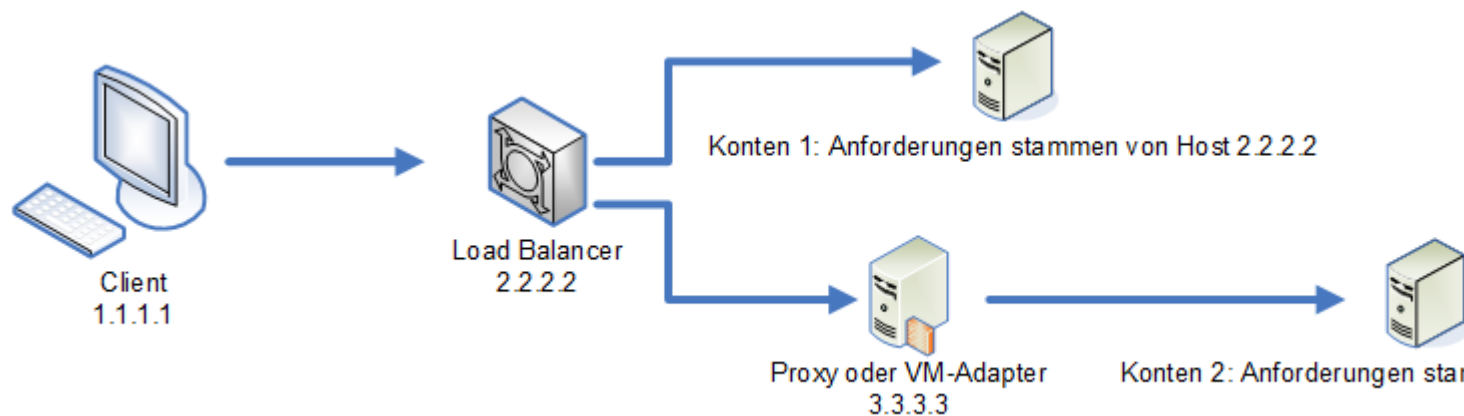 Konten 1: Anforderungen stammen von Host 2.2.2.2
Load Balancer
2.2.2.2
Client
1.1.1.1
Proxy oder VM-Adapter
3.3.3.3
Konten 2: Anforderungen